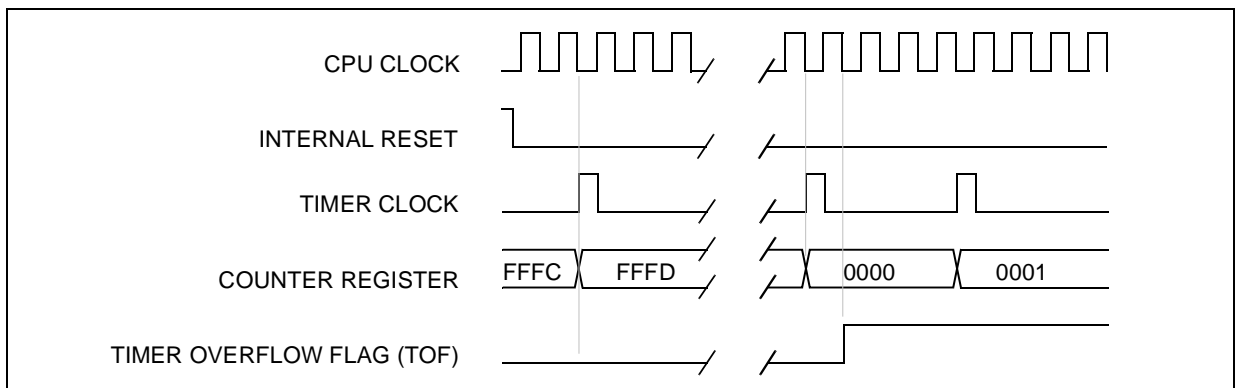 CPU CLOCK
INTERNAL RESET
TIMER CLOCK
COUNTER REGISTER FFFC FFFD 0000 0001
TIMER OVERFLOW FLAG (TOF)